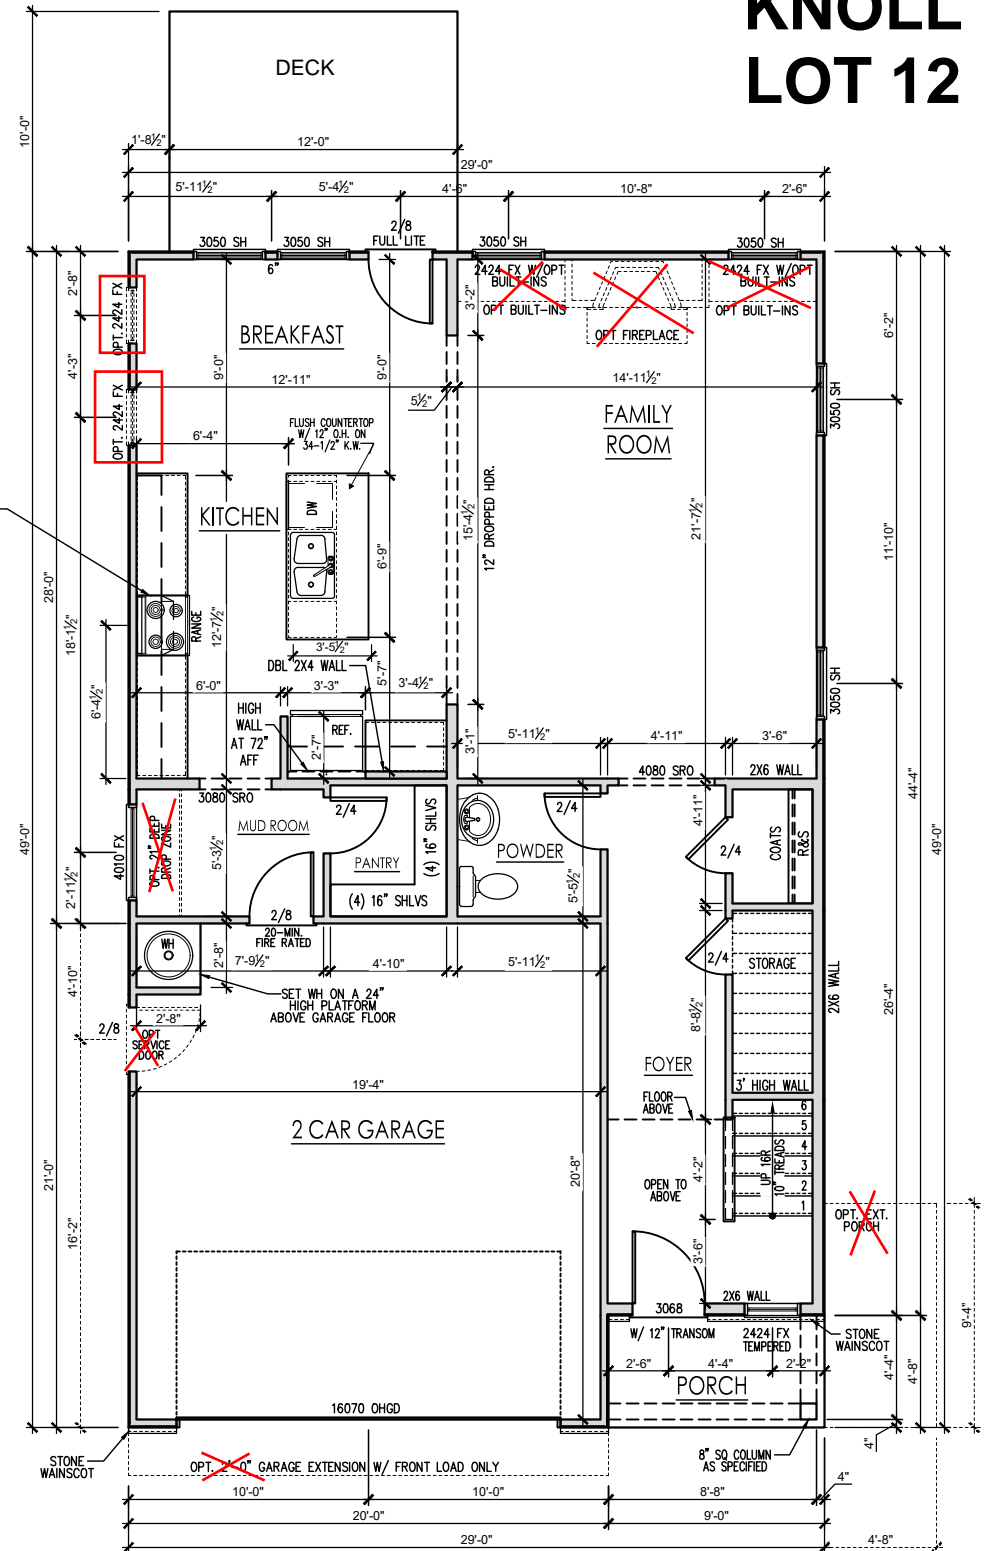 KNOLL
LOT 12
DECK
10'-0"
1'-8½"
12'-0"
29'-0"
5'-11½"
5'-4½"
4'-6"
10'-8"
2'-6"
3050 SH
3050 SH
2/8
FULL LITE
3050 SH
3050 SH
6"
2'-8"
OPT. 2424 FX
2424 FX W/OPT
BUILT-INS
OPT BUILT-INS
OPT FIREPLACE
2424 FX W/OPT
BUILT-INS
OPT BUILT-INS
3'-2"
6'-2"
BREAKFAST
4'-3"
9'-0"
9'-0"
12'-11"
5½"
14'-11½"
OPT. 2424 FX
6'-4"
FLUSH COUNTERTOP
W/ 12" O.H. ON
34-1/2" K.W.
FAMILY
ROOM
3050 SH
KITCHEN
DW
15'-4½"
12" DROPPED HDR.
21'-7½"
11'-10"
28'-0"
18'-1½"
6'-9"
RANGE
12'-7½"
3'-5½"
DBL 2X4 WALL
5'-7"
6'-4½"
6'-0"
3'-3"
3'-4½"
3050 SH
HIGH
WALL
AT 72"
AFF
REF.
2'-7"
3'-1"
5'-11½"
4'-11"
3'-6"
4080 SRO
2X6 WALL
44'-4"
49'-0"
49'-0"
3080 SRO
2/4
2/4
4'-11"
MUD ROOM
4010 FX
OPT. 21" DEEP
DROP ZONE
5'-3½"
PANTRY
(4) 16" SHLVS
(4) 16" SHLVS
POWDER
5'-5½"
2/4
COATS
R&S
2'-11½"
2/8
20-MIN.
FIRE RATED
WH
2'-8"
7'-9½"
4'-10"
5'-11½"
2/4
STORAGE
2X6 WALL
4'-10"
SET WH ON A 24"
HIGH PLATFORM
ABOVE GARAGE FLOOR
2/8
2'-8"
OPT
SERVICE
DOOR
8'-8½"
26'-4"
FOYER
3' HIGH WALL
19'-4"
FLOOR
ABOVE
2 CAR GARAGE
6
5
4
3
2
1
UP 16R
10" TREADS
21'-0"
20'-8"
4'-2"
OPEN TO
ABOVE
16'-2"
OPT. EXT.
PORCH
3'-6"
2X6 WALL
3068
W/ 12" TRANSOM
2424 FX
TEMPERED
STONE
WAINSCOT
9'-4"
2'-6"
4'-4"
2'-2"
4'-4"
4'-8"
PORCH
16070 OHGD
4"
STONE
WAINSCOT
OPT. 2'-0" GARAGE EXTENSION W/ FRONT LOAD ONLY
8" SQ COLUMN
AS SPECIFIED
4"
10'-0"
10'-0"
8'-8"
20'-0"
9'-0"
29'-0"
4'-8"